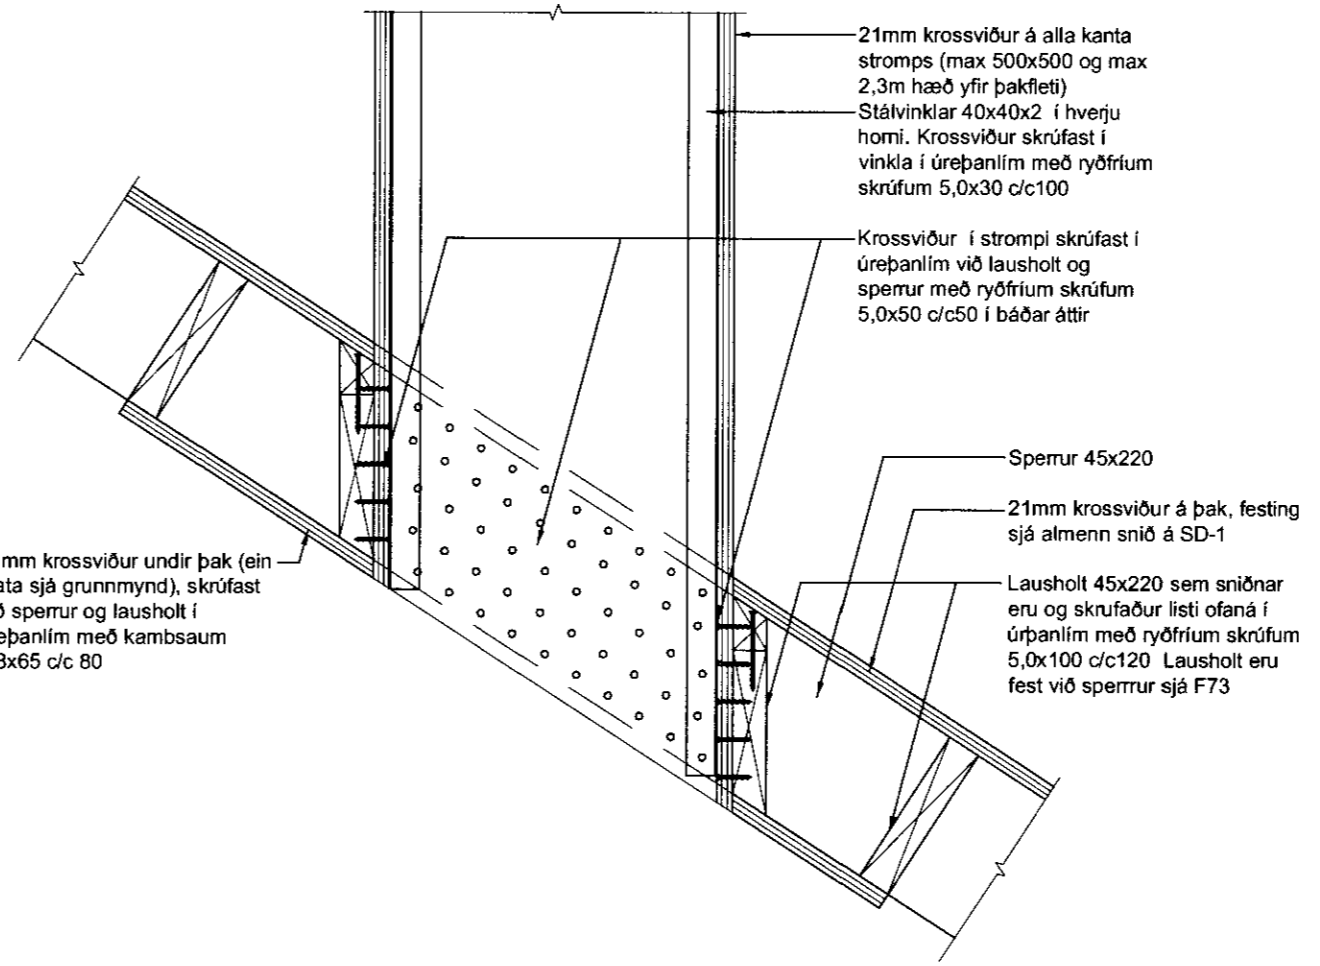 21mm krossviður á alla kanta
stromps (max 500x500 og max
2,3m hæð yfir þakfleti)
Stálvinklar 40x40x2 í hverju
horni. Krossviður skrúfast í
vinkla í úreþanlím með ryðfríum
skrúfum 5,0x30 c/c100
Krossviður í strompi skrúfast í
úreþanlím við lausholt og
sperrur með ryðfríum skrúfum
5,0x50 c/c50 í báðar áttir
Sperrur 45x220
21mm krossviður á þak, festing
sjá almenn snið á SD-1
Lausholt 45x220 sem sniðnar
eru og skrufaður listi ofaná í
úrþanlím með ryðfríum skrúfum
5,0x100 c/c120 Lausholt eru
fest við sperrrur sjá F73
mm krossviður undir þak (ein
ata sjá grunnmynd), skrúfast
ð sperrur og lausholt í
eþanlím með kambsaum
3x65 c/c 80